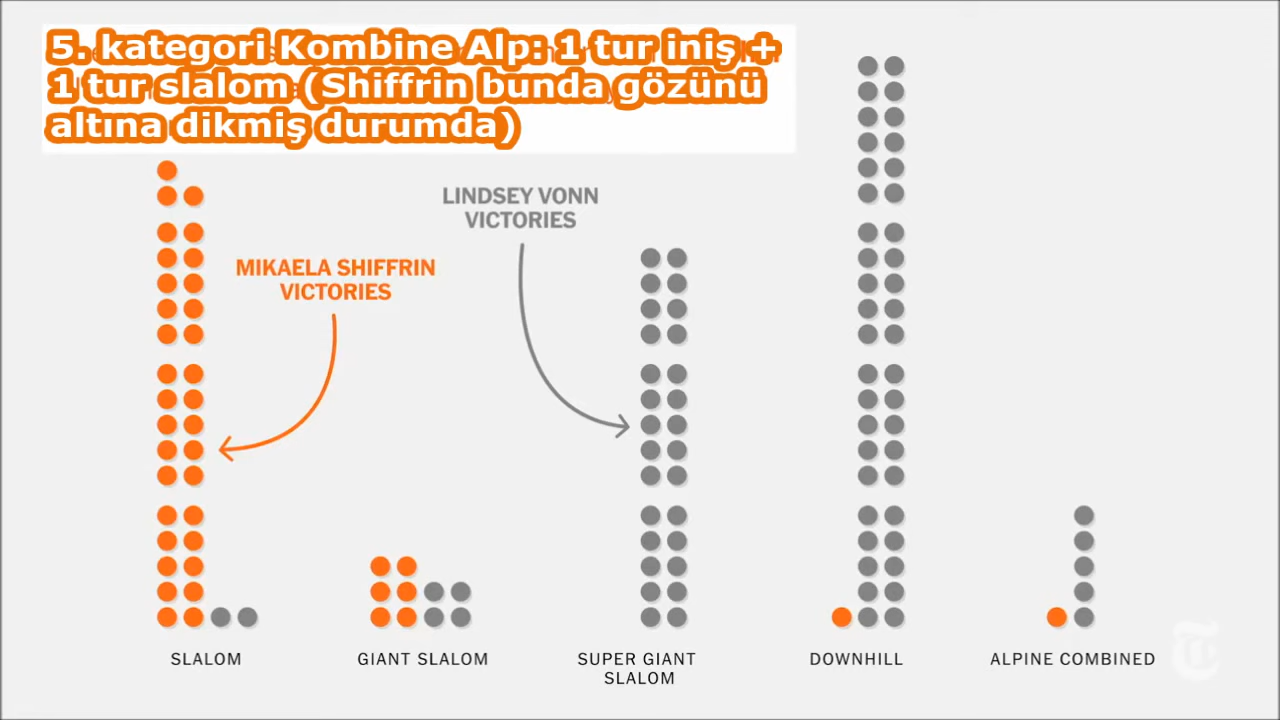 5. kategori Kombine Alp: 1 tur iniş +
1 tur slalom (Shiffrin bunda gözünü
altına dikmiş durumda)
LINDSEY VONN
VICTORIES
MIKAELA SHIFFRIN
VICTORIES
SLALOM
GIANT SLALOM
SUPER GIANT
SLALOM
DOWNHILL
ALPINE COMBINED
T